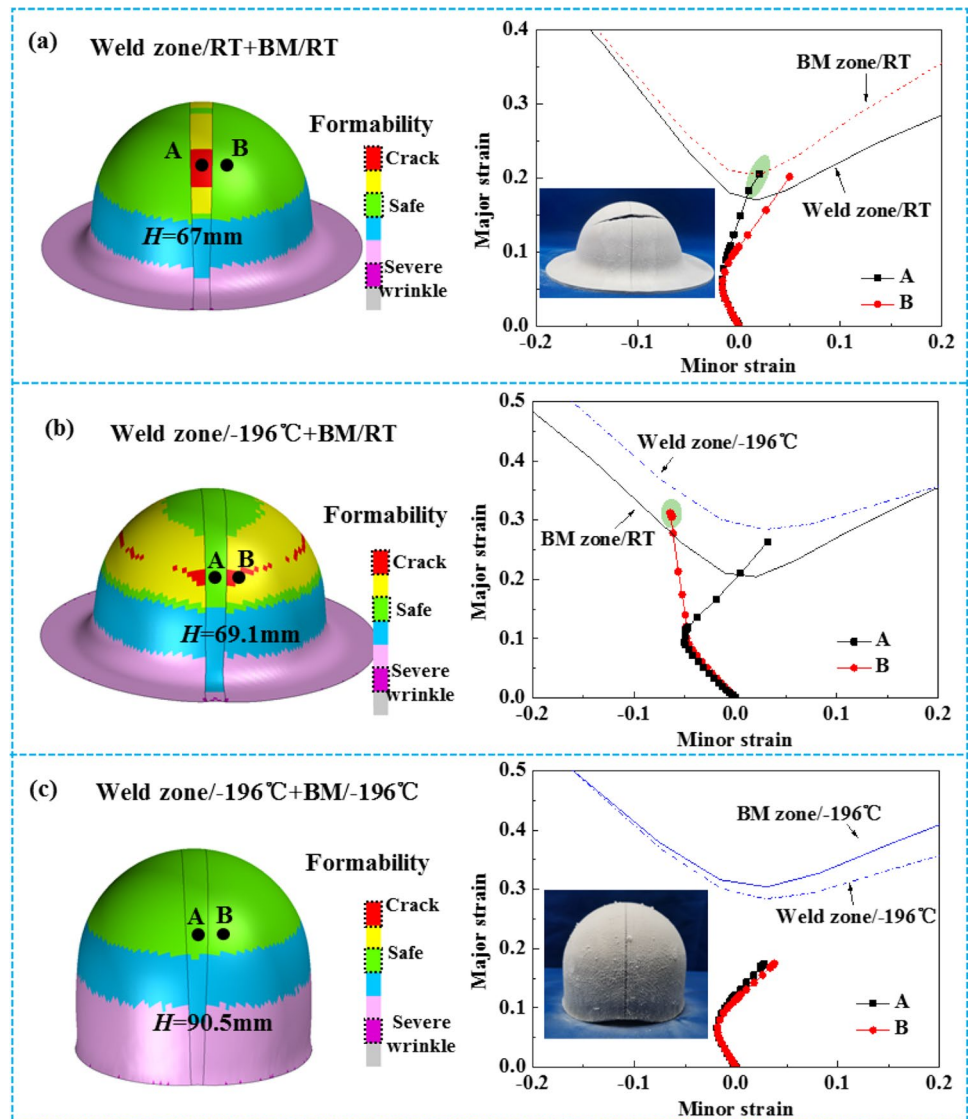 (a)
Weld zone/RT+BM/RT
A
B
H=67mm
Formability
Crack
Safe
Severe
wrinkle
0.4
0.3
0.2
0.1
0.0
Major strain
-0.2
-0.1
0.0
0.1
0.2
Minor strain
BM zone/RT
Weld zone/RT
A
B
(b)
Weld zone/-196℃+BM/RT
A
B
H=69.1mm
Crack
Safe
Severe
wrinkle
0.5
0.4
0.3
0.2
0.1
0.0
Major strain
-0.2
-0.1
0.0
0.1
0.2
Minor strain
Weld zone/-196℃
BM zone/RT
A
B
(c)
Weld zone/-196℃+BM/-196℃
A
B
H=90.5mm
Formability
Crack
Safe
Severe
wrinkle
0.5
0.4
0.3
0.2
0.1
0.0
Major strain
-0.2
-0.1
0.0
0.1
0.2
Minor strain
BM zone/-196℃
Weld zone/-196℃
A
B